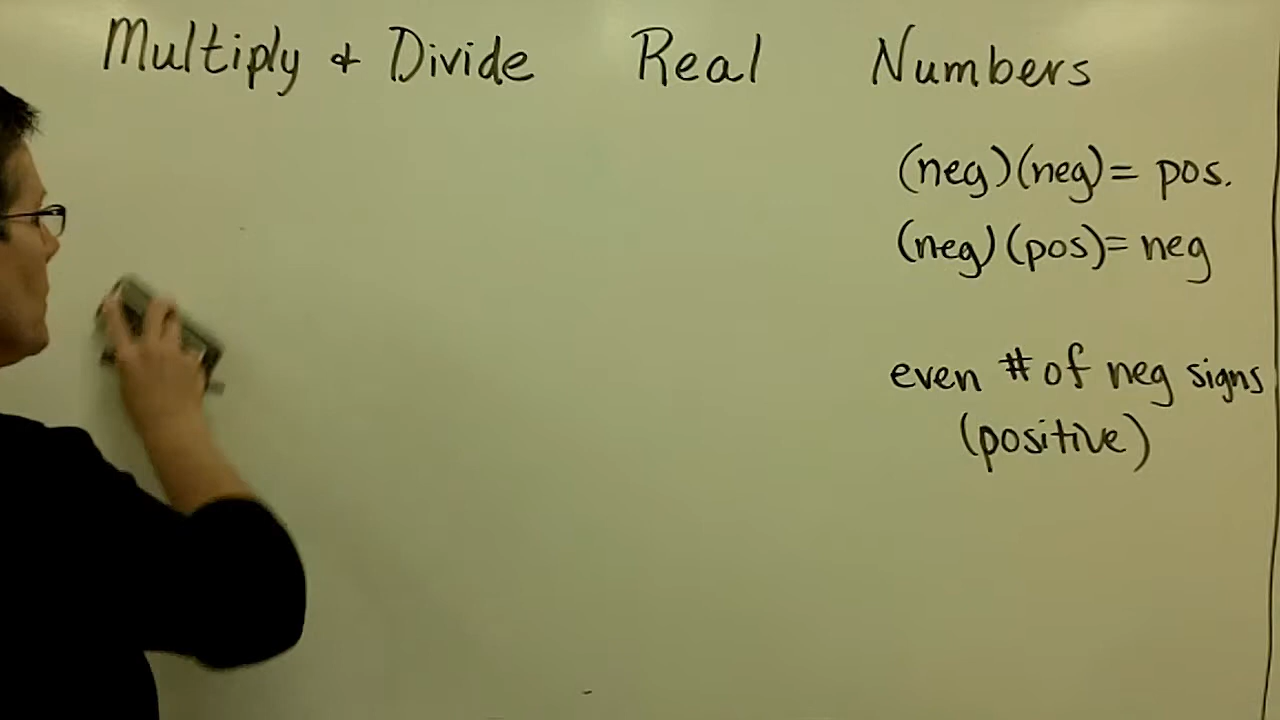 Multiply & Divide Real Numbers
(neg)(neg)= pos.
(neg)(pos)= neg
even # of neg signs
(positive)